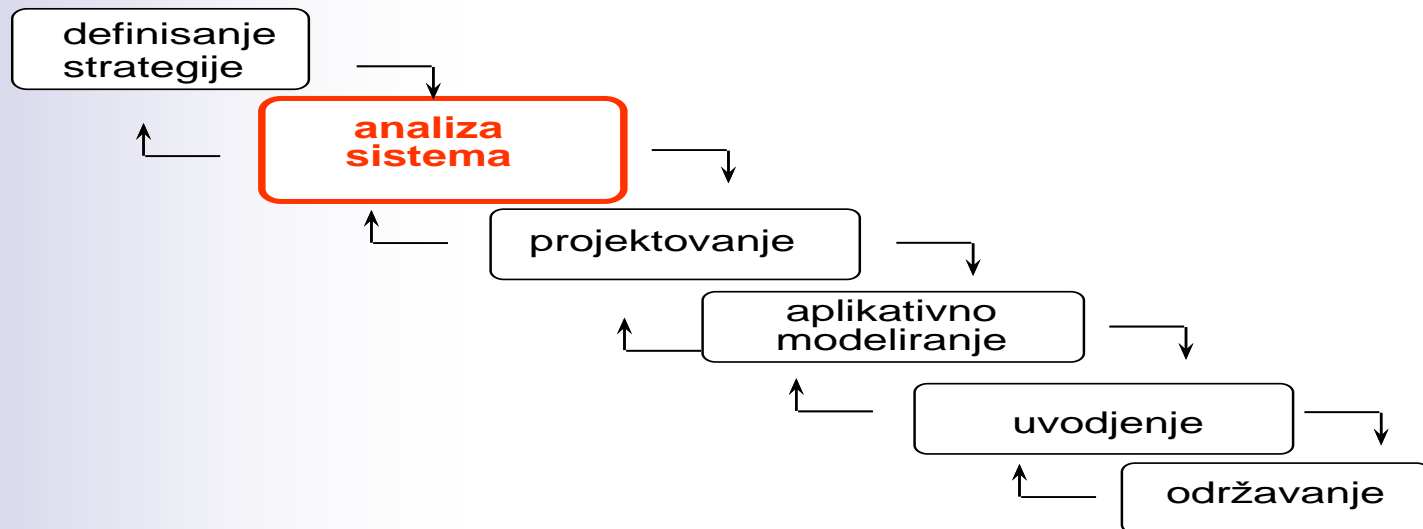 definisanje
strategije
analiza
sistema
projektovanje
aplikativno
modeliranje
uvodjenje
održavanje